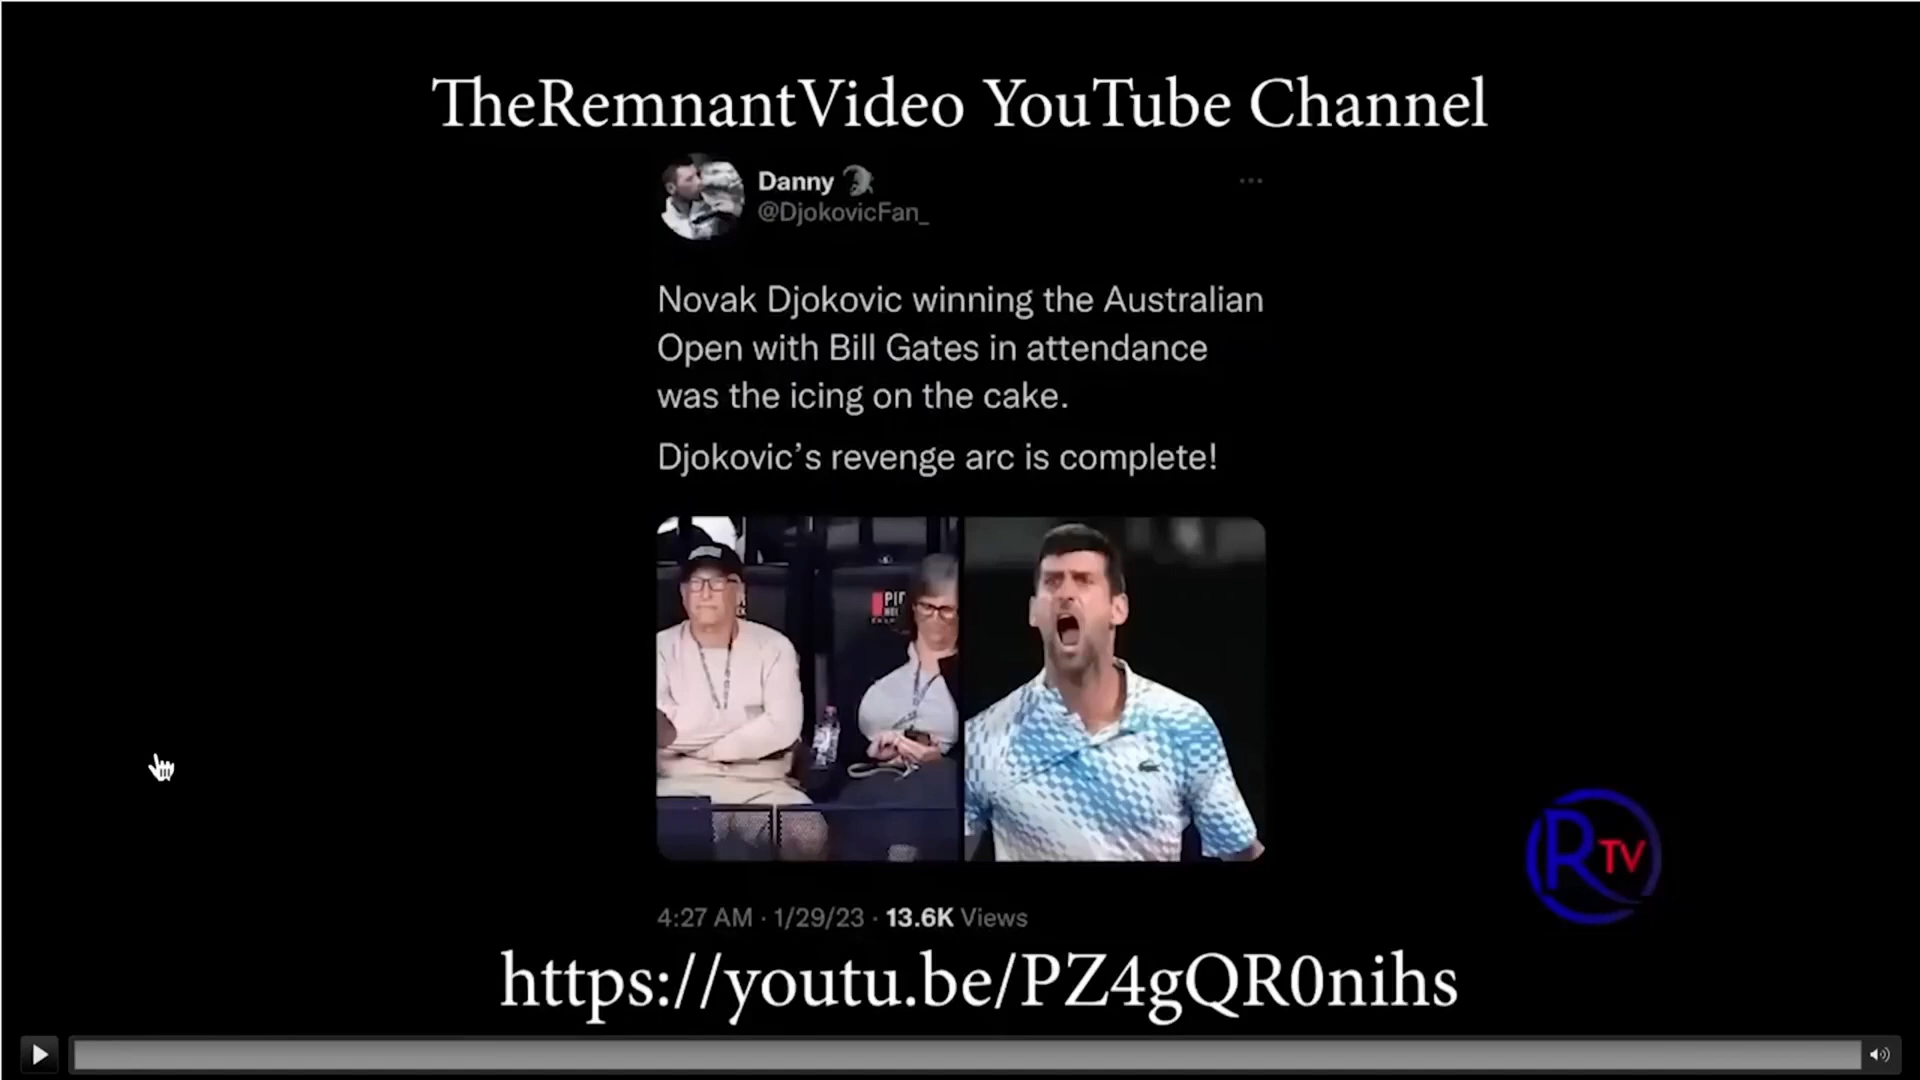 TheRemnantVideo YouTube Channel
Danny
@DjokovicFan_
Novak Djokovic winning the Australian
Open with Bill Gates in attendance
was the icing on the cake.
Djokovic’s revenge arc is complete!
R TV
4:27 AM · 1/29/23 · 13.6K Views
https://youtu.be/PZ4gQR0nihs